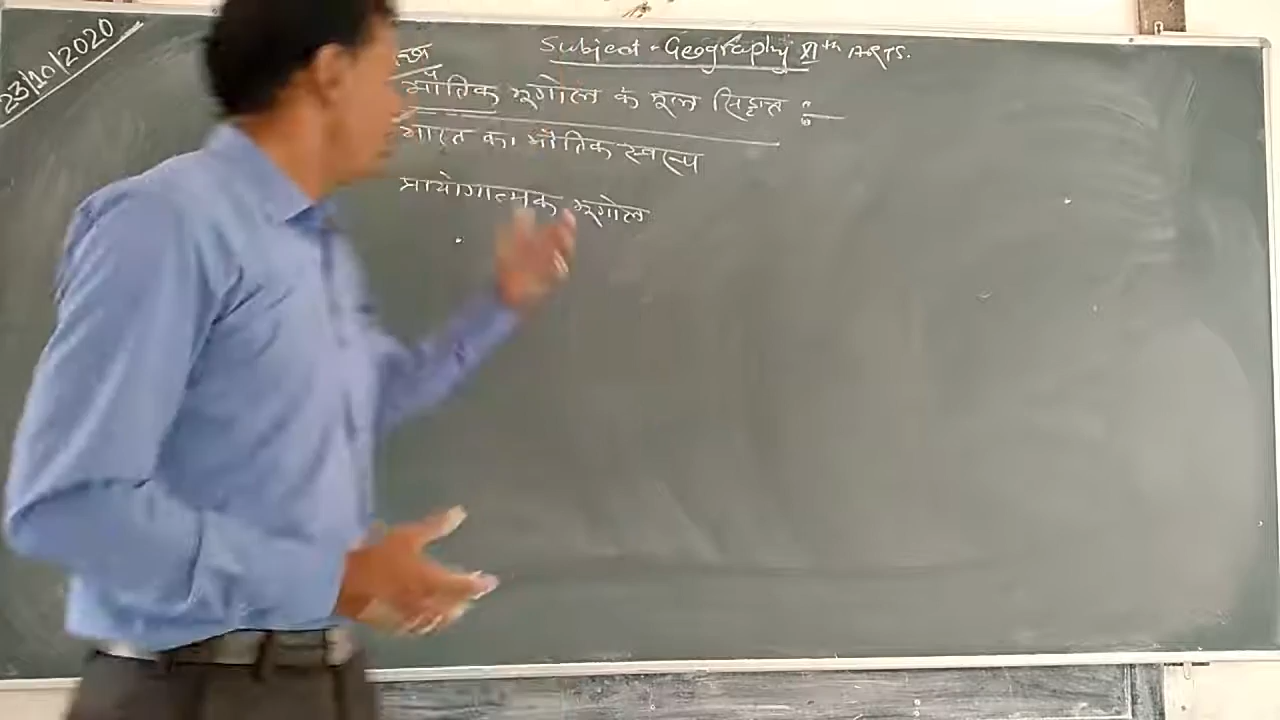 23/10/2020
Subject - Geography XIth ARTS.
भौतिक भूगोल के मूल सिद्धान्त :-
भारत का भौतिक स्वरूप
प्रायोगात्मक भूगोल